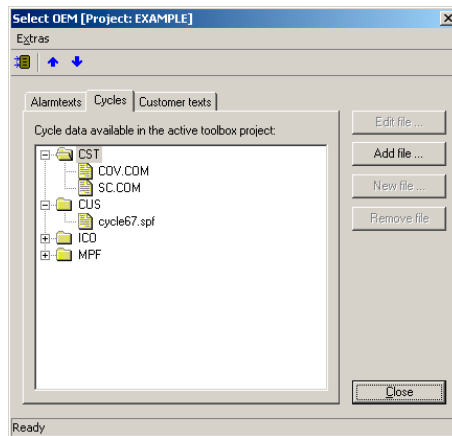 Select OEM [Project: EXAMPLE]
Extras
Alarmtexts Cycles Customer texts
Cycle data available in the active toolbox project:
CST
COV.COM
SC.COM
CUS
cycle67.spf
ICO
MPF
Edit file ...
Add file ...
New file ...
Remove file
Close
Ready